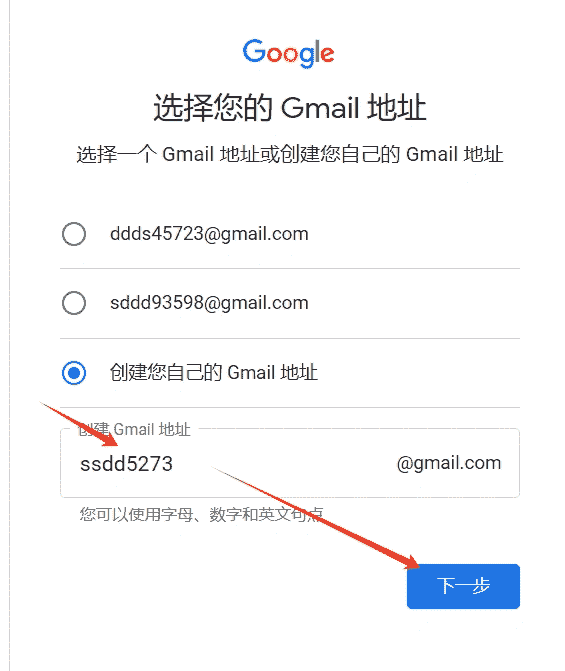 Google
选择您的 Gmail 地址
选择一个 Gmail 地址或创建您自己的 Gmail 地址
ddds45723@gmail.com
sddd93598@gmail.com
创建您自己的 Gmail 地址
创建 Gmail 地址
ssdd5273 @gmail.com
您可以使用字母、数字和英文句点
下一步